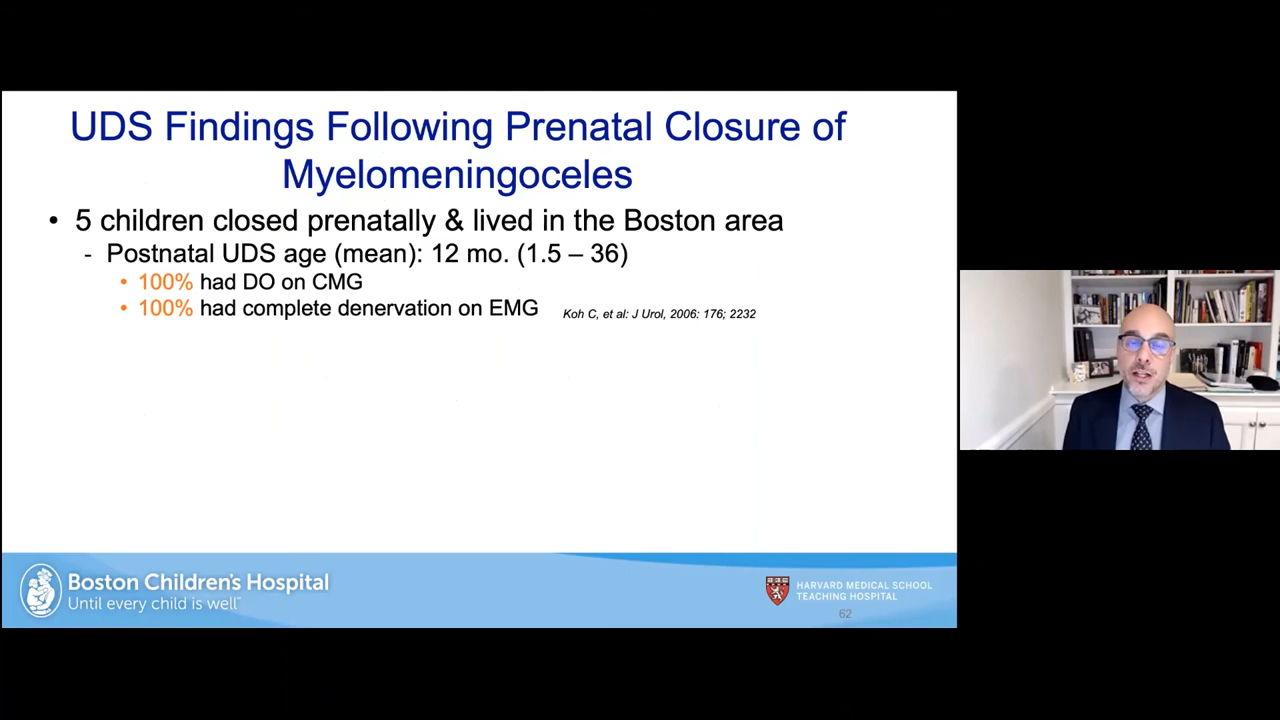 UDS Findings Following Prenatal Closure of
Myelomeningoceles
• 5 children closed prenatally & lived in the Boston area
- Postnatal UDS age (mean): 12 mo. (1.5 – 36)
• 100% had DO on CMG
• 100% had complete denervation on EMG
Koh C, et al: J Urol, 2006: 176; 2232
Boston Children's Hospital
Until every child is well™
HARVARD MEDICAL SCHOOL
TEACHING HOSPITAL
62